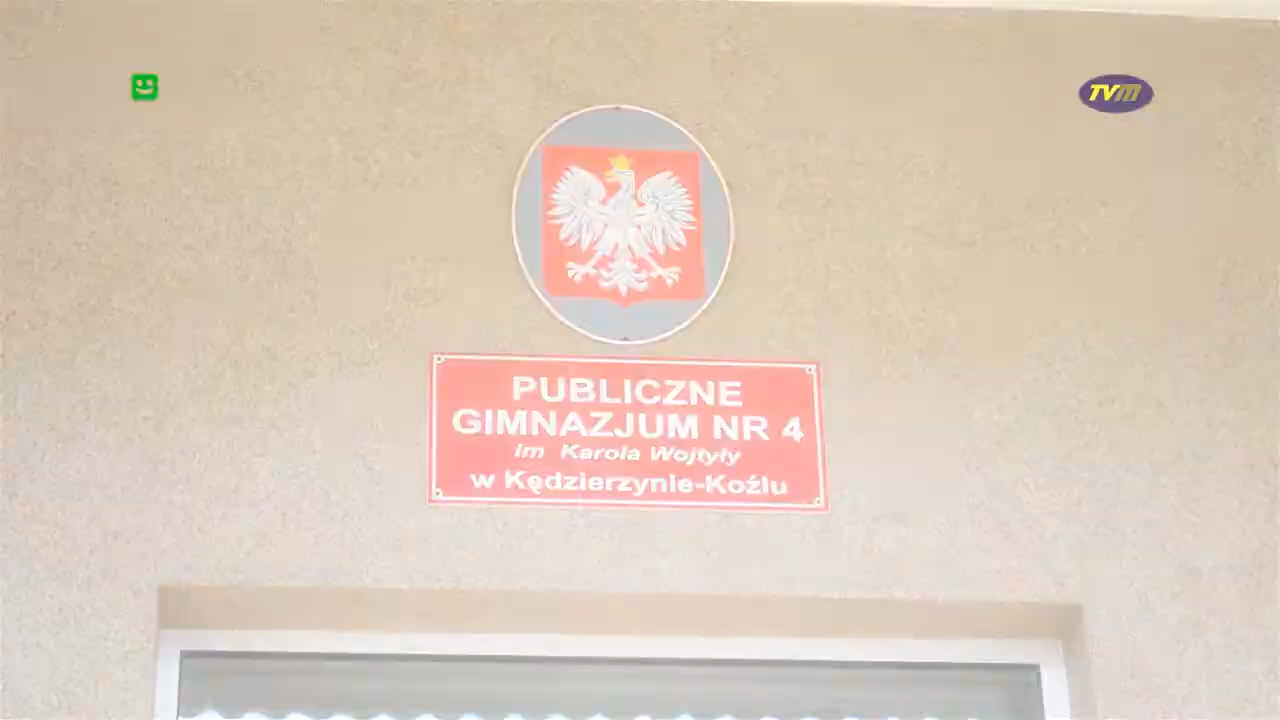 TVM
PUBLICZNE
GIMNAZJUM NR 4
im Karola Wojtyły
w Kędzierzynie-Koźlu